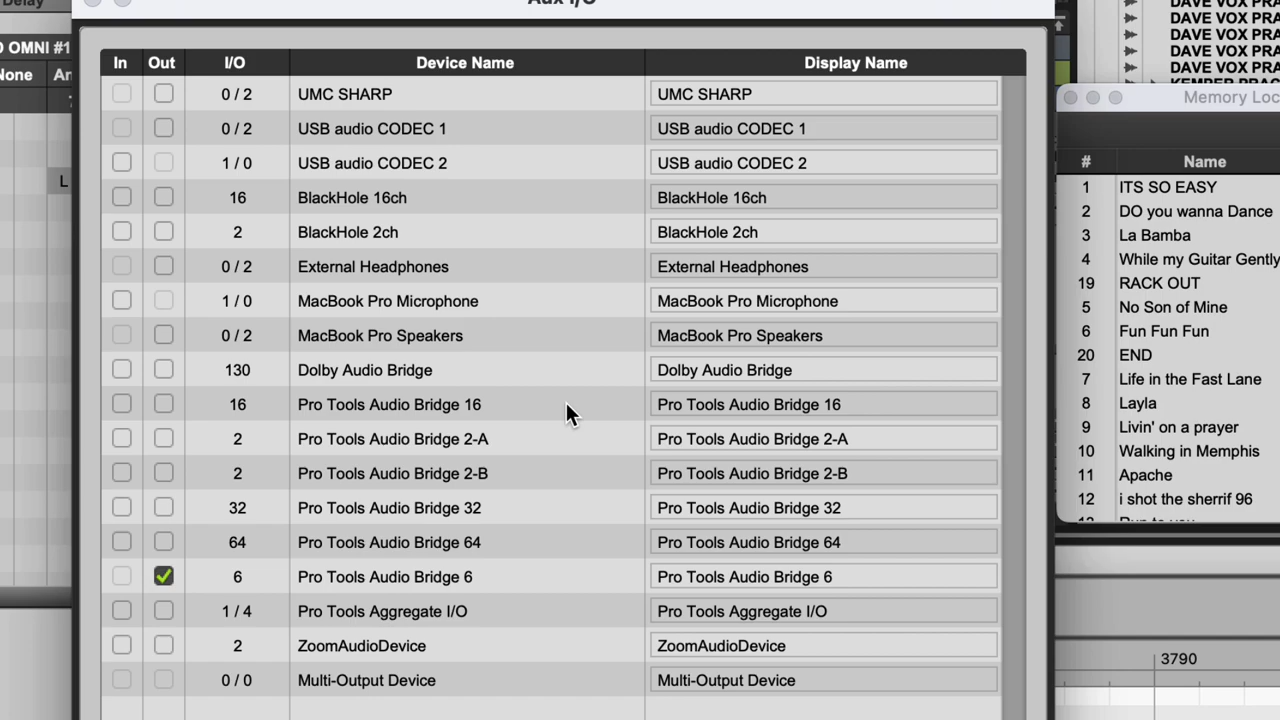 Delay
Aux I/O
OMNI #1
None
In Out I/O Device Name Display Name
0 / 2 UMC SHARP UMC SHARP
0 / 2 USB audio CODEC 1 USB audio CODEC 1
1 / 0 USB audio CODEC 2 USB audio CODEC 2
L
16 BlackHole 16ch BlackHole 16ch
2 BlackHole 2ch BlackHole 2ch
0 / 2 External Headphones External Headphones
1 / 0 MacBook Pro Microphone MacBook Pro Microphone
0 / 2 MacBook Pro Speakers MacBook Pro Speakers
130 Dolby Audio Bridge Dolby Audio Bridge
16 Pro Tools Audio Bridge 16 Pro Tools Audio Bridge 16
2 Pro Tools Audio Bridge 2-A Pro Tools Audio Bridge 2-A
2 Pro Tools Audio Bridge 2-B Pro Tools Audio Bridge 2-B
32 Pro Tools Audio Bridge 32 Pro Tools Audio Bridge 32
64 Pro Tools Audio Bridge 64 Pro Tools Audio Bridge 64
6 Pro Tools Audio Bridge 6 Pro Tools Audio Bridge 6
1 / 4 Pro Tools Aggregate I/O Pro Tools Aggregate I/O
2 ZoomAudioDevice ZoomAudioDevice
0 / 0 Multi-Output Device Multi-Output Device
DAVE VOX PRA
DAVE VOX PRA
DAVE VOX PRA
DAVE VOX PRA
DAVE VOX PRA
Memory Loc
# Name
1 ITS SO EASY
2 DO you wanna Dance
3 La Bamba
4 While my Guitar Gently
19 RACK OUT
5 No Son of Mine
6 Fun Fun Fun
20 END
7 Life in the Fast Lane
8 Layla
9 Livin' on a prayer
10 Walking in Memphis
11 Apache
12 i shot the sherrif 96
3790